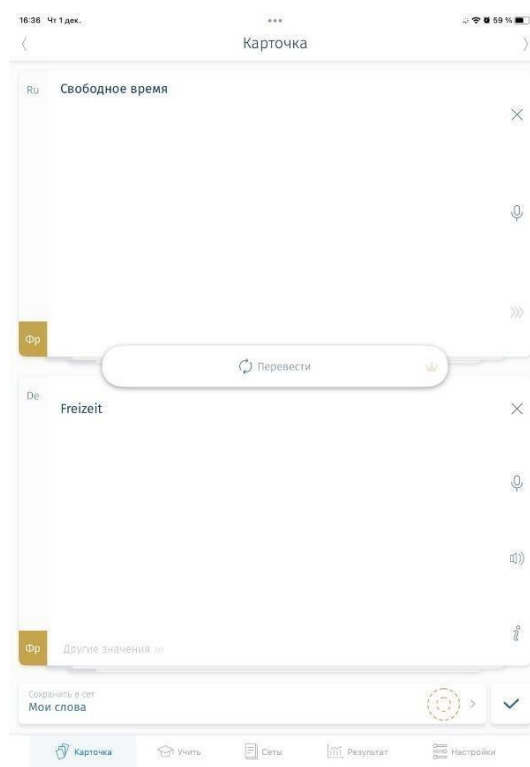 16:36 Чт 1 дек. 59 %
Карточка
Ru
Свободное время
Фр
Перевести
De
Freizeit
Фр
Другие значения
Сохранить в сет
Мои слова
Карточка Учить Сеты Результат Настройки